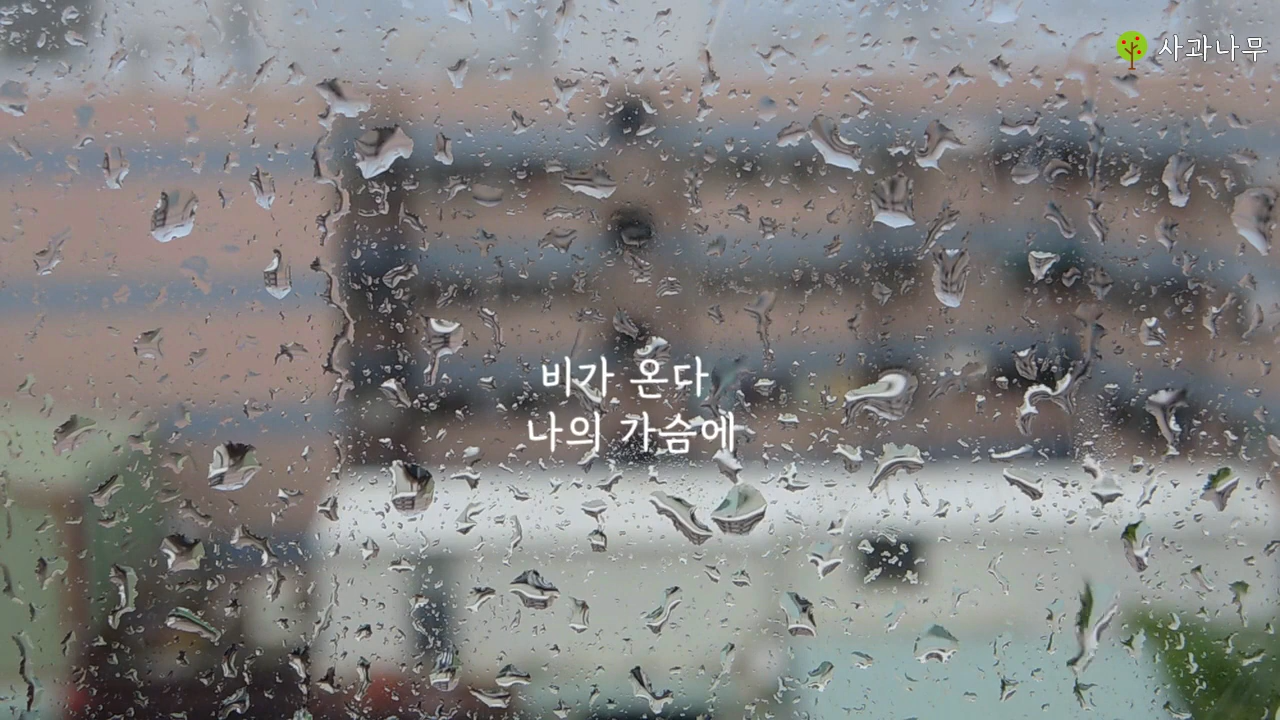 사과나무
비가 온다
나의 가슴에